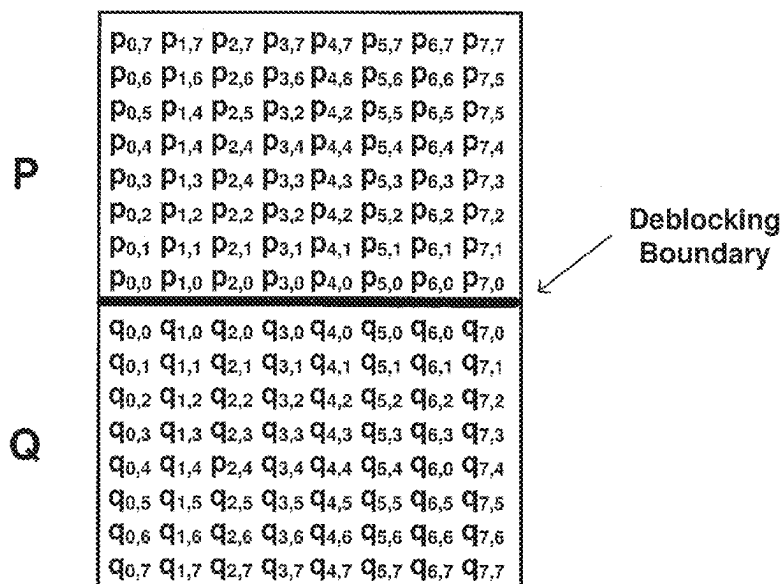 p0,7 p1,7 p2,7 p3,7 p4,7 p5,7 p6,7 p7,7
p0,6 p1,6 p2,6 p3,6 p4,6 p5,6 p6,6 p7,5
p0,5 p1,4 p2,5 p3,2 p4,2 p5,5 p6,5 p7,5
p0,4 p1,4 p2,4 p3,4 p4,4 p5,4 p6,4 p7,4
P
p0,3 p1,3 p2,4 p3,3 p4,3 p5,3 p6,3 p7,3
p0,2 p1,2 p2,2 p3,2 p4,2 p5,2 p6,2 p7,2
Deblocking
Boundary
p0,1 p1,1 p2,1 p3,1 p4,1 p5,1 p6,1 p7,1
p0,0 p1,0 p2,0 p3,0 p4,0 p5,0 p6,0 p7,0
q0,0 q1,0 q2,0 q3,0 q4,0 q5,0 q6,0 q7,0
q0,1 q1,1 q2,1 q3,1 q4,1 q5,1 q6,1 q7,1
q0,2 q1,2 q2,2 q3,2 q4,2 q5,2 q6,2 q7,2
Q
q0,3 q1,3 q2,3 q3,3 q4,3 q5,3 q6,3 q7,3
q0,4 q1,4 p2,4 q3,4 q4,4 q5,4 q6,0 q7,4
q0,5 q1,5 q2,5 q3,5 q4,5 q5,5 q6,5 q7,5
q0,6 q1,6 q2,6 q3,6 q4,6 q5,6 q6,6 q7,6
q0,7 q1,7 q2,7 q3,7 q4,7 q5,7 q6,7 q7,7